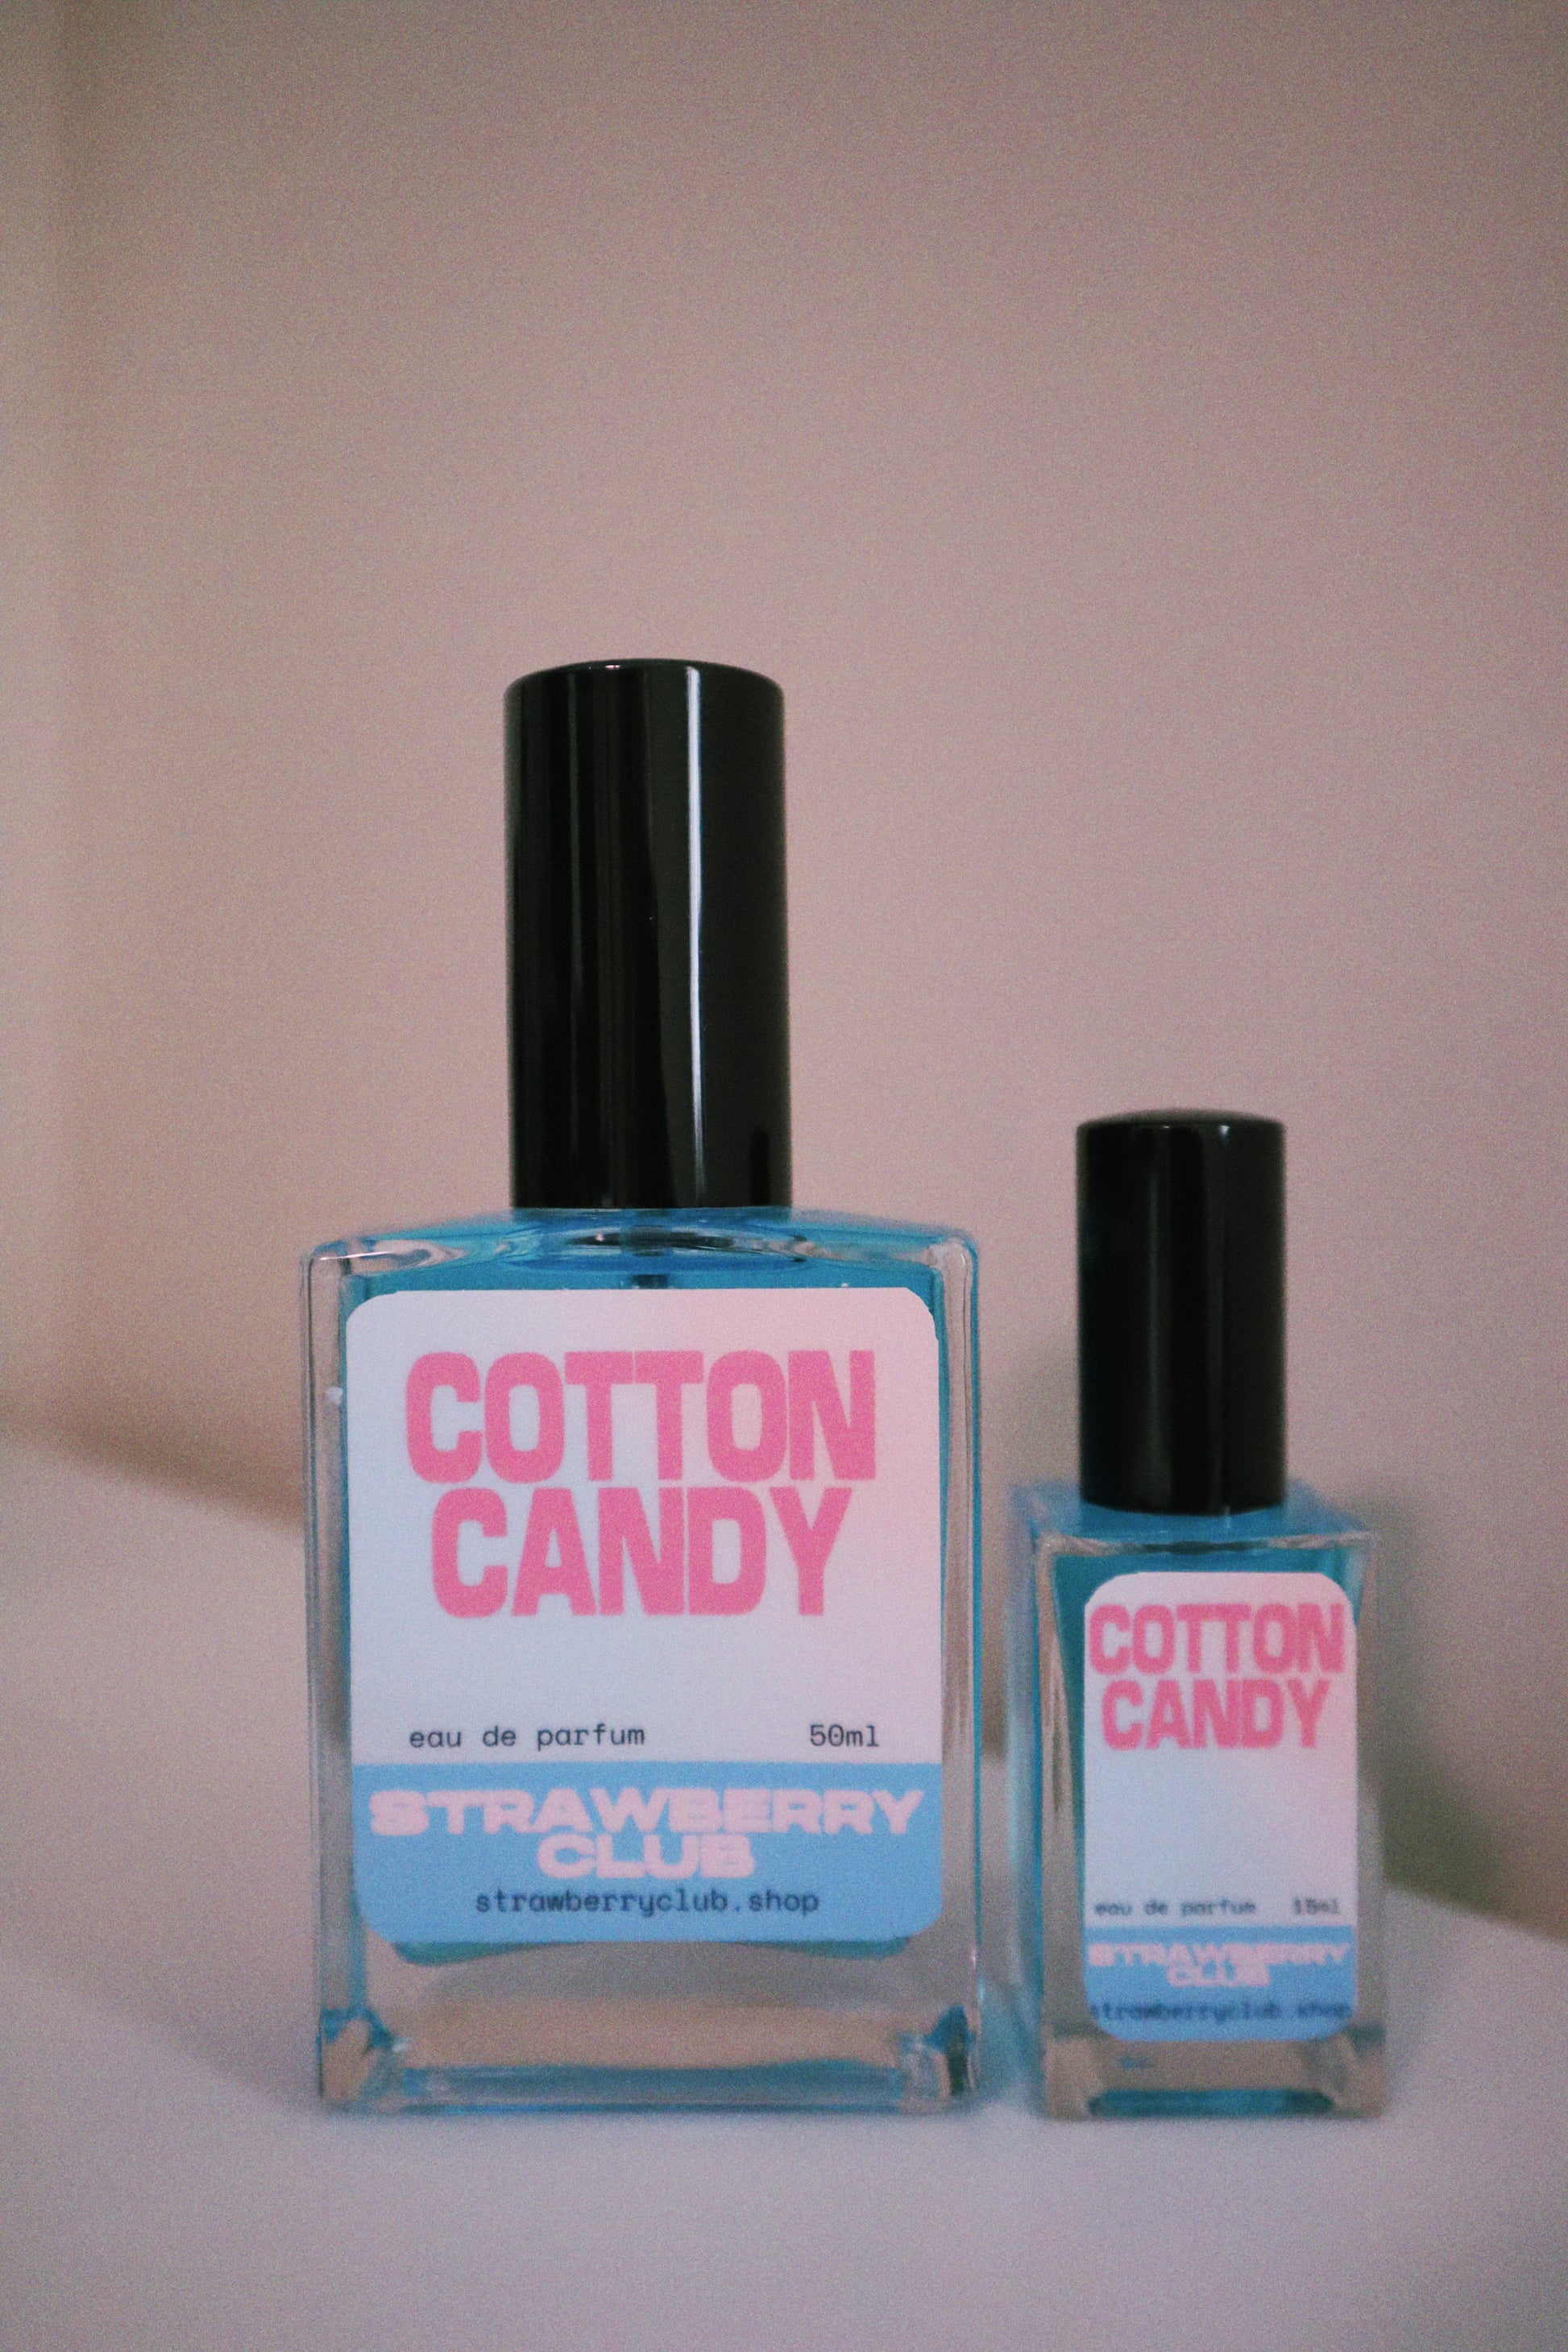 COTTON
CANDY
eau de parfum 50ml
STRAWBERRY
CLUB
strawberryclub.shop
COTTON
CANDY
eau de parfum 15ml
STRAWBERRY
CLUB
strawberryclub.shop